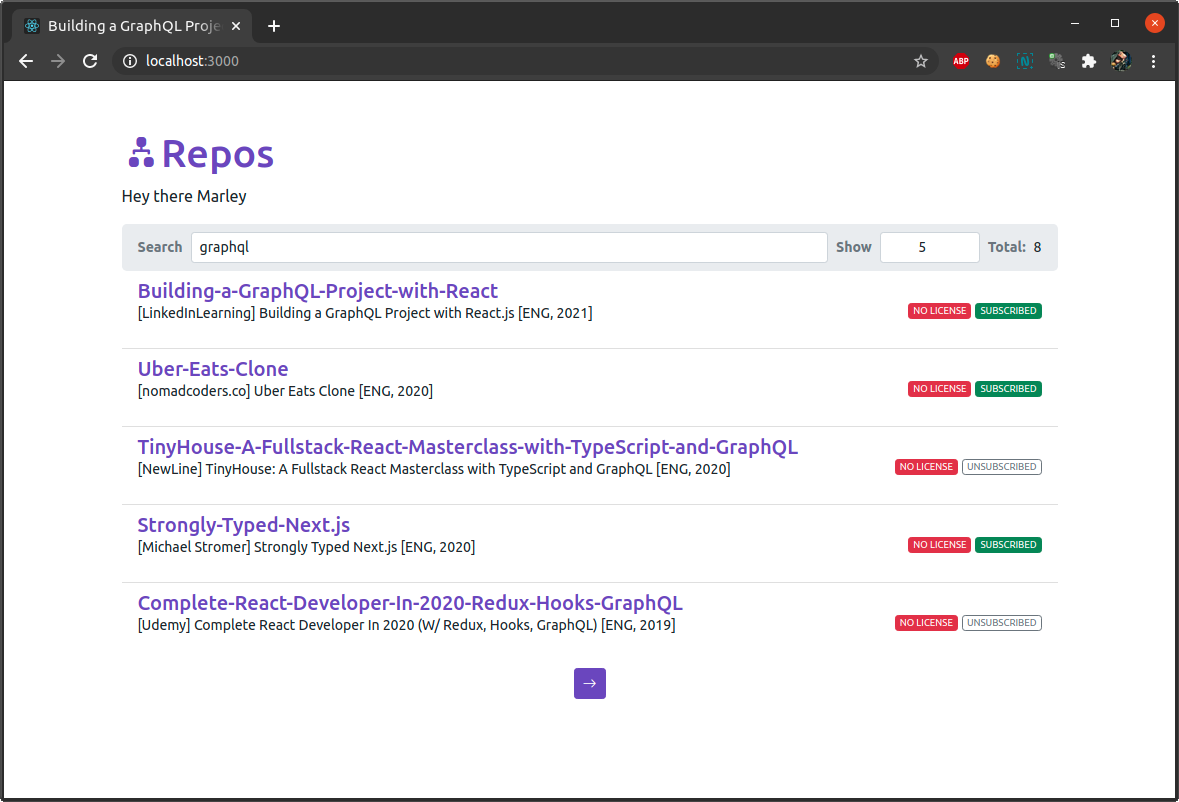 Building a GraphQL Proje
localhost:3000
ABP
N
Repos
Hey there Marley
Search graphql Show 5 Total: 8
Building-a-GraphQL-Project-with-React
[LinkedInLearning] Building a GraphQL Project with React.js [ENG, 2021]
NO LICENSE SUBSCRIBED
Uber-Eats-Clone
[nomadcoders.co] Uber Eats Clone [ENG, 2020]
NO LICENSE SUBSCRIBED
TinyHouse-A-Fullstack-React-Masterclass-with-TypeScript-and-GraphQL
[NewLine] TinyHouse: A Fullstack React Masterclass with TypeScript and GraphQL [ENG, 2020]
NO LICENSE UNSUBSCRIBED
Strongly-Typed-Next.js
[Michael Stromer] Strongly Typed Next.js [ENG, 2020]
NO LICENSE SUBSCRIBED
Complete-React-Developer-In-2020-Redux-Hooks-GraphQL
[Udemy] Complete React Developer In 2020 (W/ Redux, Hooks, GraphQL) [ENG, 2019]
NO LICENSE UNSUBSCRIBED